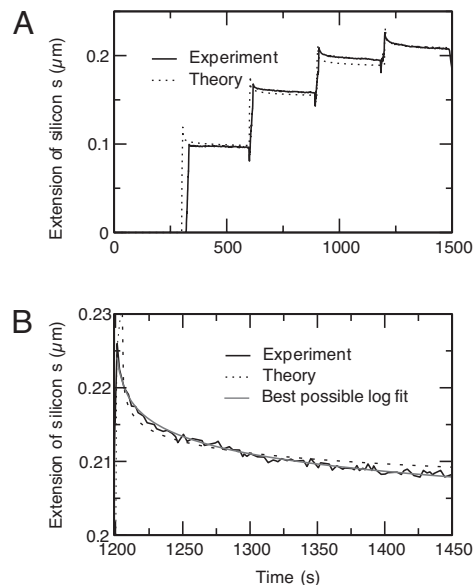 A
Extension of silicon s (µm)
0.2
0.1
0
Experiment
Theory
0
500
1000
1500
B
Extension of silicon s (µm)
0.23
0.22
0.21
0.2
Experiment
Theory
Best possible log fit
1200
1250
1300
1350
1400
1450
Time (s)